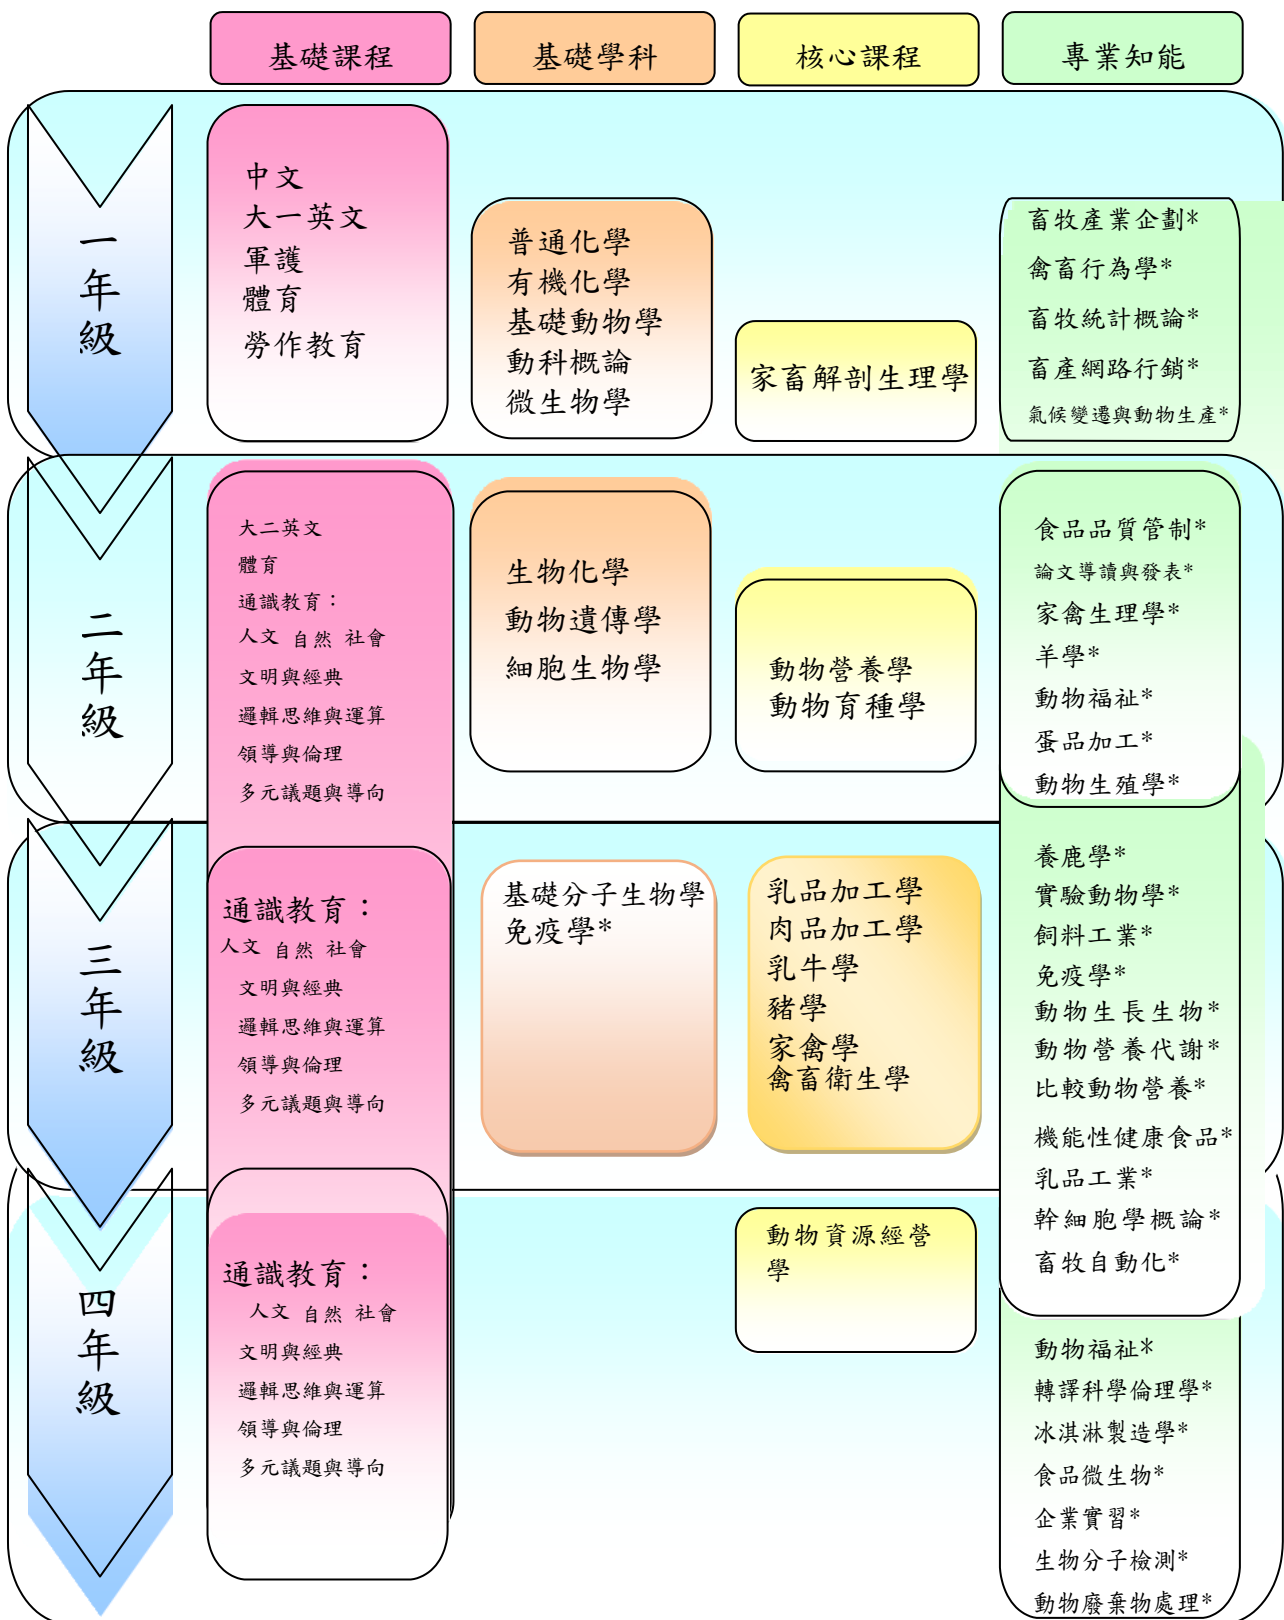 基礎課程
基礎學科
核心課程
專業知能
一年級
中文
大一英文
軍護
體育
勞作教育
普通化學
有機化學
基礎動物學
動科概論
微生物學
家畜解剖生理學
畜牧產業企劃*
禽畜行為學*
畜牧統計概論*
畜產網路行銷*
氣候變遷與動物生產*
二年級
大二英文
體育
通識教育：
人文 自然 社會
文明與經典
邏輯思維與運算
領導與倫理
多元議題與導向
生物化學
動物遺傳學
細胞生物學
動物營養學
動物育種學
食品品質管制*
論文導讀與發表*
家禽生理學*
羊學*
動物福祉*
蛋品加工*
動物生殖學*
三年級
通識教育：
人文 自然 社會
文明與經典
邏輯思維與運算
領導與倫理
多元議題與導向
基礎分子生物學
免疫學*
乳品加工學
肉品加工學
乳牛學
豬學
家禽學
禽畜衛生學
養鹿學*
實驗動物學*
飼料工業*
免疫學*
動物生長生物*
動物營養代謝*
比較動物營養*
機能性健康食品*
乳品工業*
幹細胞學概論*
畜牧自動化*
四年級
通識教育：
人文 自然 社會
文明與經典
邏輯思維與運算
領導與倫理
多元議題與導向
動物資源經營
學
動物福祉*
轉譯科學倫理學*
冰淇淋製造學*
食品微生物*
企業實習*
生物分子檢測*
動物廢棄物處理*